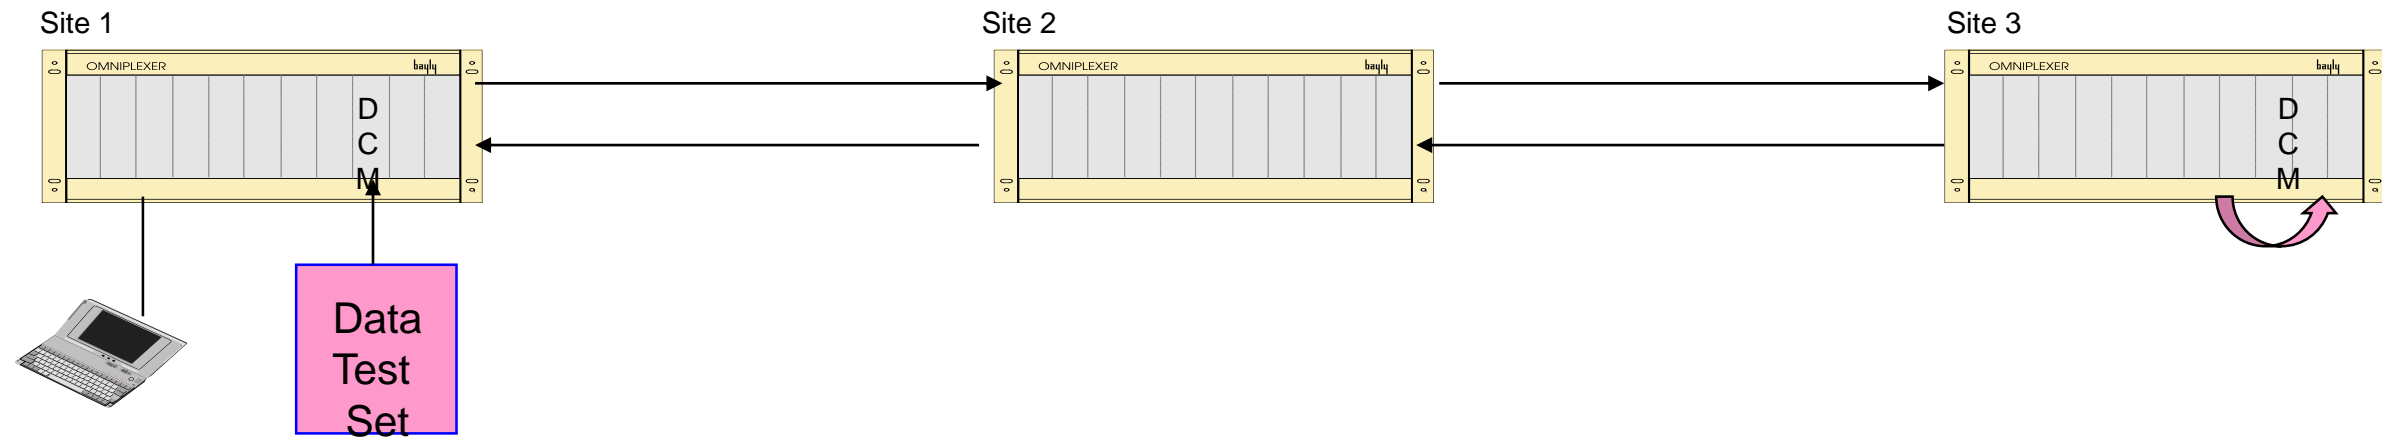 Site 1
Site 2
Site 3
OMNIPLEXER bayly
OMNIPLEXER bayly
OMNIPLEXER bayly
D
C
M
D
C
M
Data
Test
Set